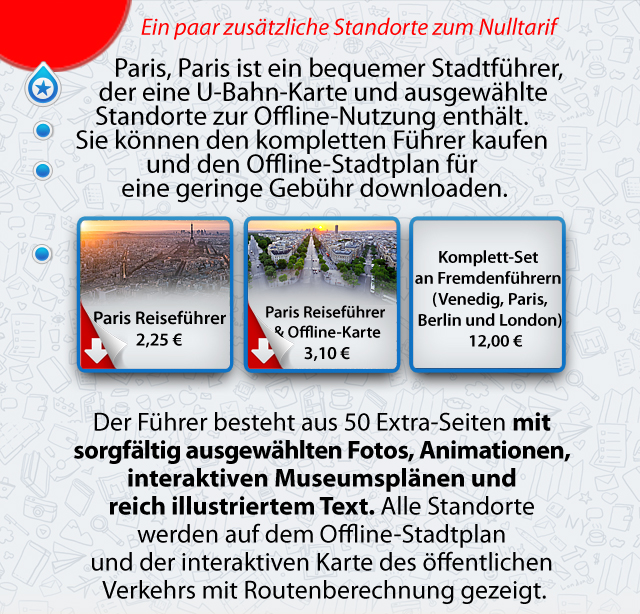 Ein paar zusätzliche Standorte zum Nulltarif
Paris, Paris ist ein bequemer Stadtführer,
der eine U-Bahn-Karte und ausgewählte
Standorte zur Offline-Nutzung enthält.
Sie können den kompletten Führer kaufen
und den Offline-Stadtplan für
eine geringe Gebühr downloaden.
Paris Reiseführer
2,25 €
Paris Reiseführer
& Offline-Karte
3,10 €
Komplett-Set
an Fremdenführern
(Venedig, Paris,
Berlin und London)
12,00 €
Der Führer besteht aus 50 Extra-Seiten mit
sorgfältig ausgewählten Fotos, Animationen,
interaktiven Museumsplänen und
reich illustriertem Text. Alle Standorte
werden auf dem Offline-Stadtplan
und der interaktiven Karte des öffentlichen
Verkehrs mit Routenberechnung gezeigt.